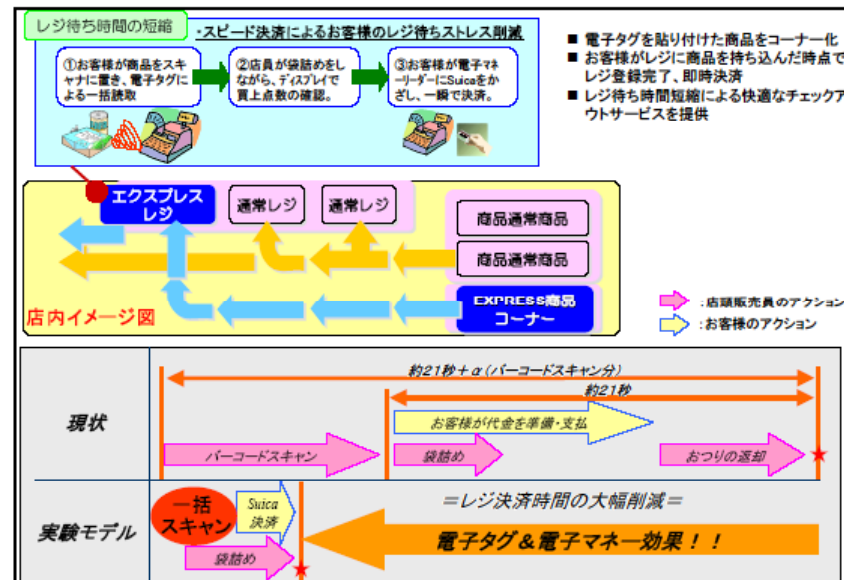 レジ待ち時間の短縮
・スピード決済によるお客様のレジ待ちストレス削減
①お客様が商品をスキ
ャナに置き、電子タグに
よる一括読取
②店員が袋詰めをし
ながら、ディスプレイで
買上点数の確認。
③お客様が電子マネ
ーリーダーにSuicaをか
ざし、一瞬で決済。
■ 電子タグを貼り付けた商品をコーナー化
■ お客様がレジに商品を持ち込んだ時点で
レジ登録完了、即時決済
■ レジ待ち時間短縮による快適なチェックア
ウトサービスを提供
エクスプレス
レジ
通常レジ
通常レジ
商品通常商品
商品通常商品
EXPRESS商品
コーナー
店内イメージ図
:店頭販売員のアクション
:お客様のアクション
約21秒+α(バーコードスキャン分)
約21秒
現状
お客様が代金を準備・支払
バーコードスキャン
袋詰め
おつりの返却
実験モデル
一括
スキャン
Suica
決済
袋詰め
=レジ決済時間の大幅削減=
電子タグ&電子マネー効果!!